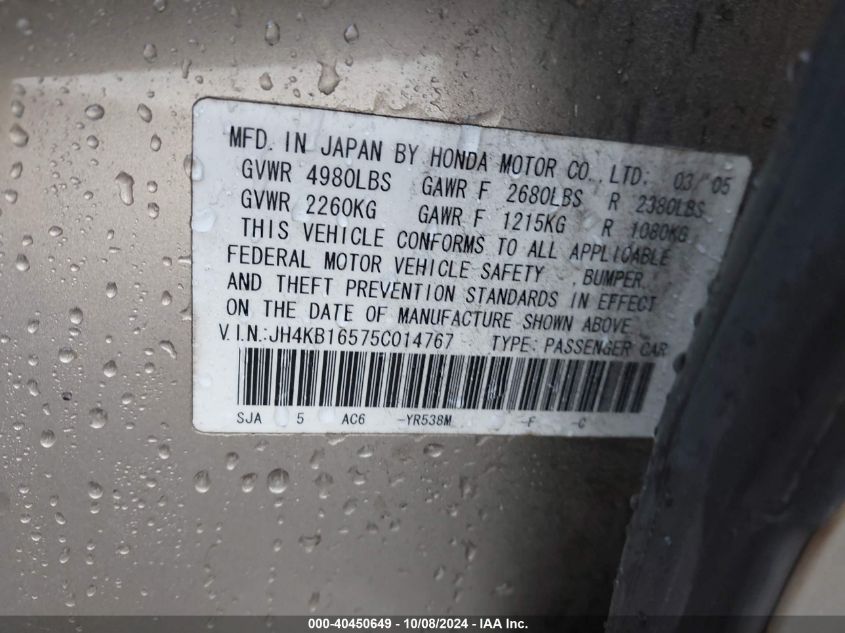 MFD. IN JAPAN BY HONDA MOTOR CO., LTD. 03/'05
GVWR 4980LBS GAWR F 2680LBS R 2380LBS
GVWR 2260KG GAWR F 1215KG R 1080KG
THIS VEHICLE CONFORMS TO ALL APPLICABLE
FEDERAL MOTOR VEHICLE SAFETY , BUMPER,
AND THEFT PREVENTION STANDARDS IN EFFECT
ON THE DATE OF MANUFACTURE SHOWN ABOVE.
V.I.N.:JH4KB16575C014767 TYPE: PASSENGER CAR
SJA 5 AC6 -YR538M -F -C
000-40450649 - 10/08/2024 - IAAI.com.